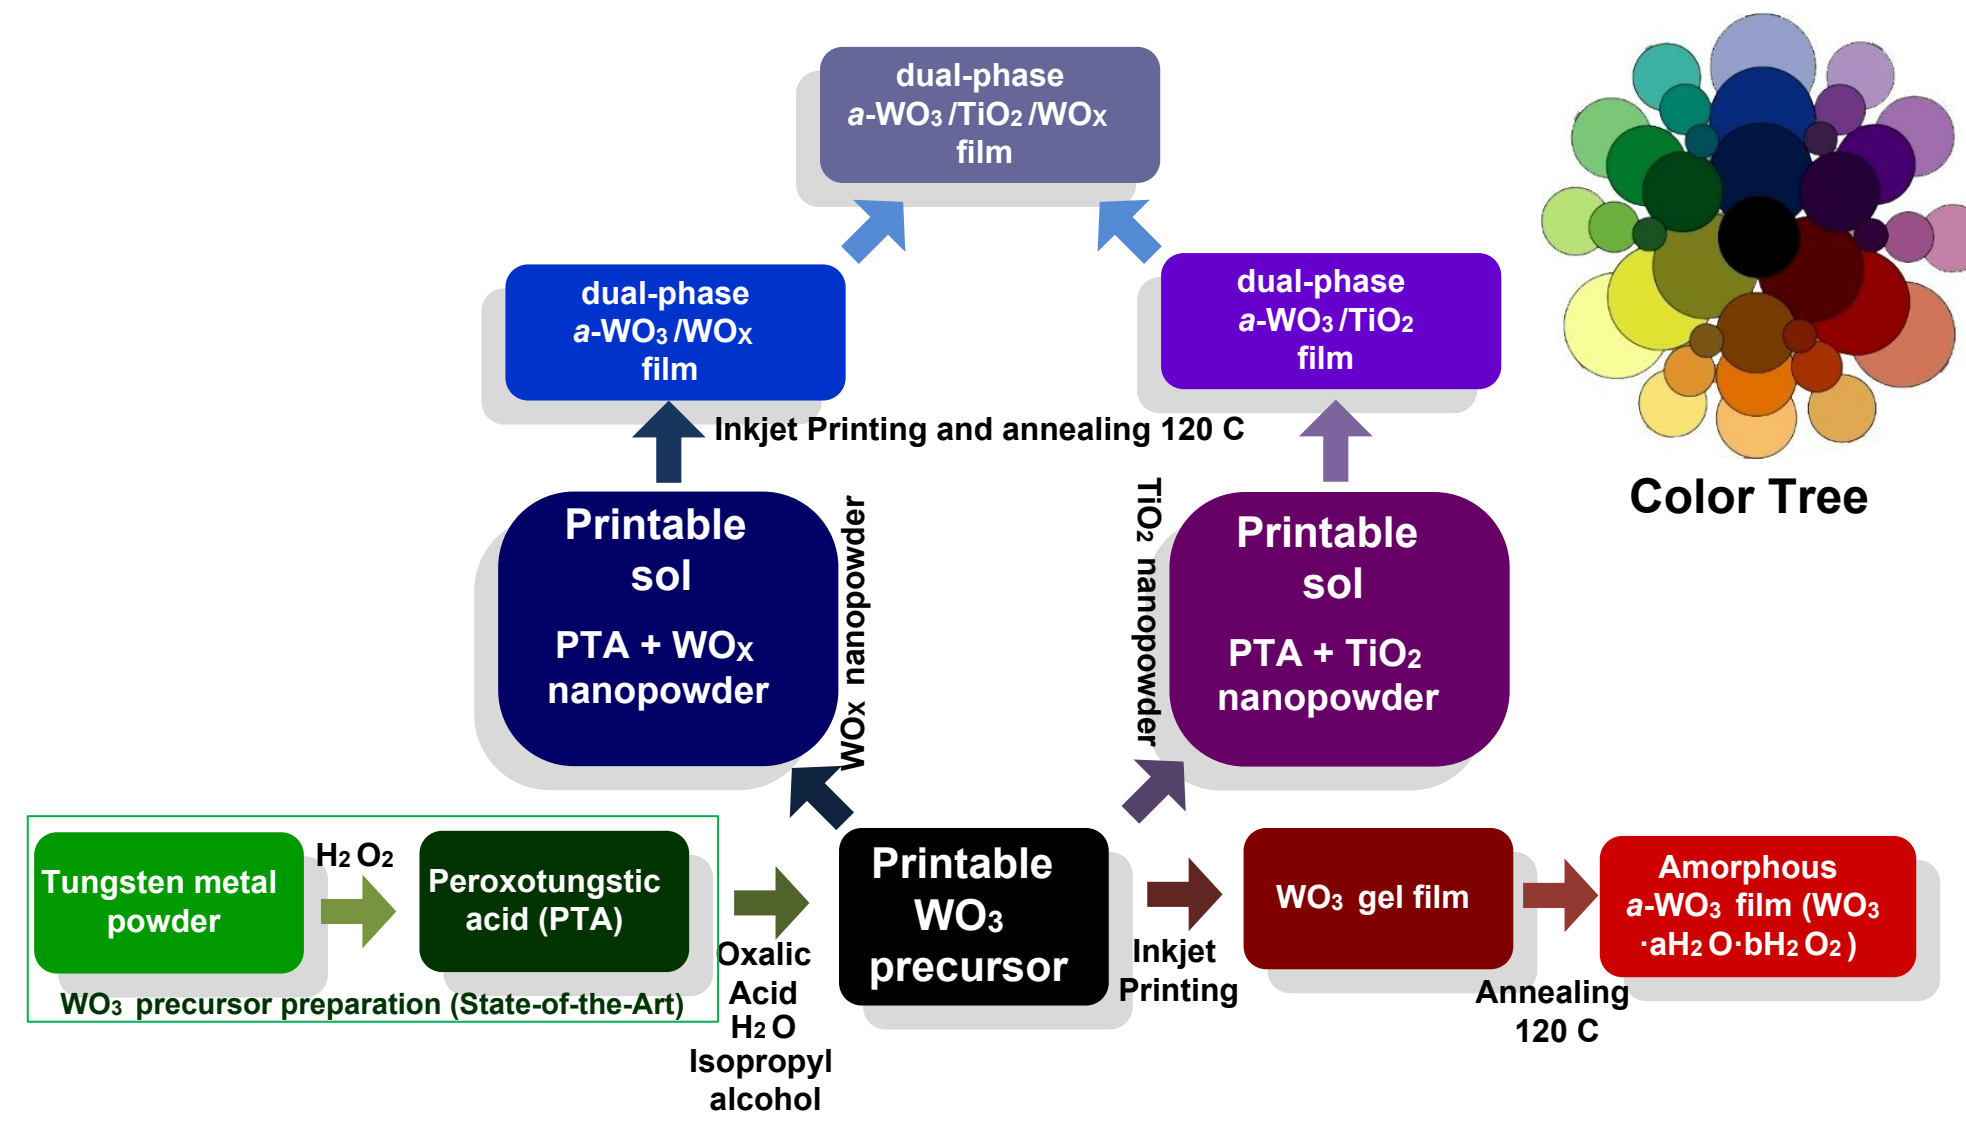 dual-phase
a-WO3 /TiO2 /WOX
film
dual-phase
a-WO3 /WOX
film
dual-phase
a-WO3 /TiO2
film
Inkjet Printing and annealing 120 C
Color Tree
Printable
sol
PTA + WOX
nanopowder
WOX nanopowder
TiO2 nanopowder
Printable
sol
PTA + TiO2
nanopowder
Tungsten metal
powder
H2 O2
Peroxotungstic
acid (PTA)
WO3 precursor preparation (State-of-the-Art)
Oxalic
Acid
H2 O
Isopropyl
alcohol
Printable
WO3
precursor
Inkjet
Printing
WO3 gel film
Annealing
120 C
Amorphous
a-WO3 film (WO3
·aH2 O·bH2 O2 )